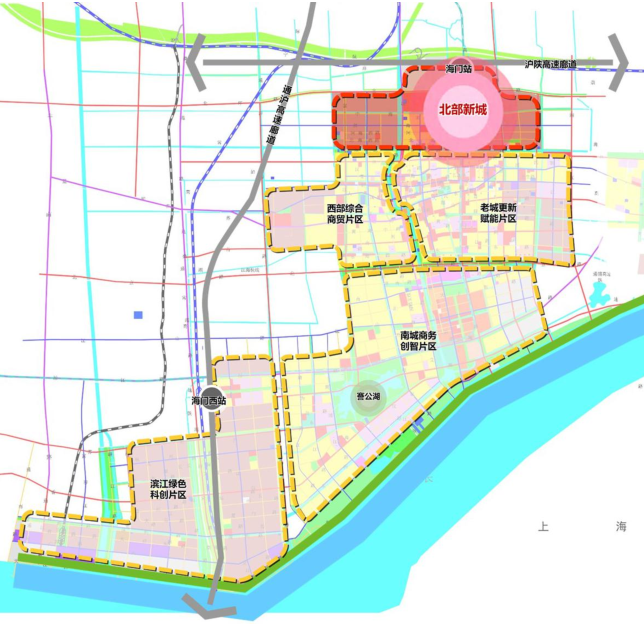 海门站
沪陕高速廊道
通沪高速廊道
北部新城
西部综合
商贸片区
老城更新
赋能片区
南城商务
创智片区
謇公湖
海门西站
滨江绿色
科创片区
上 海